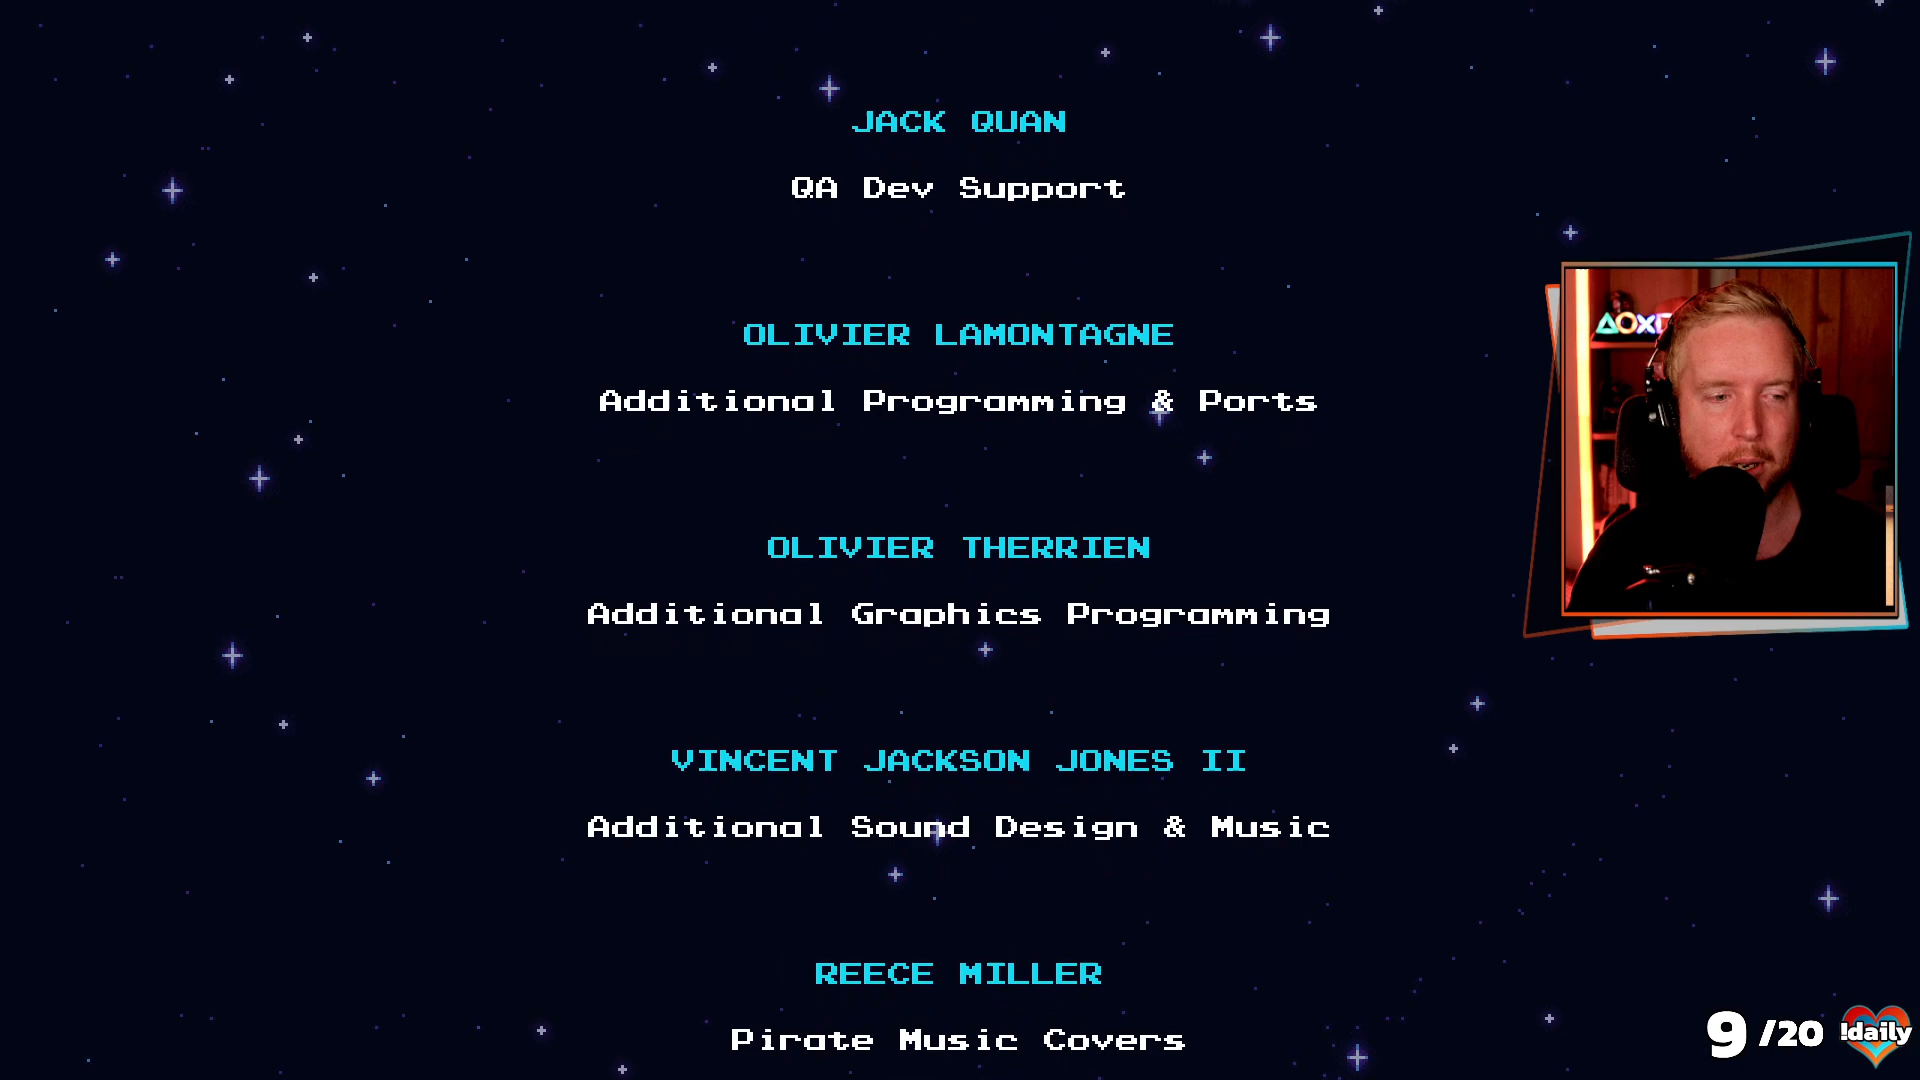 JACK QUAN
QA Dev Support
OLIVIER LAMONTAGNE
Additional Programming & Ports
OLIVIER THERRIEN
Additional Graphics Programming
VINCENT JACKSON JONES II
Additional Sound Design & Music
REECE MILLER
Pirate Music Covers
9 /20 !daily